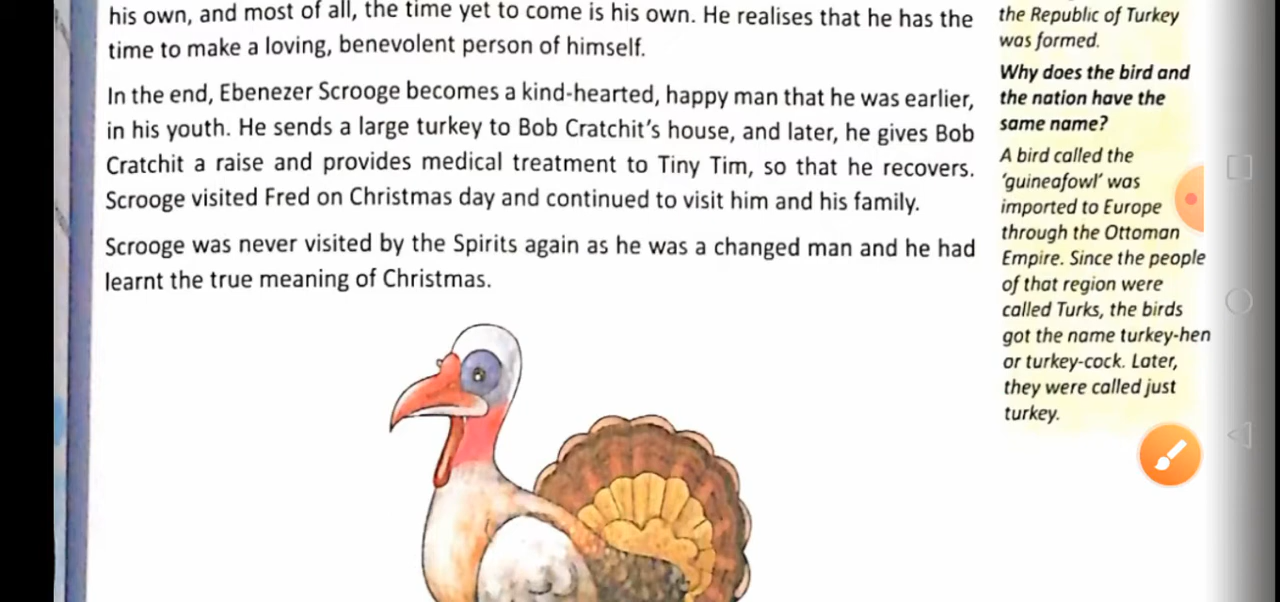 his own, and most of all, the time yet to come is his own. He realises that he has the
time to make a loving, benevolent person of himself.
In the end, Ebenezer Scrooge becomes a kind-hearted, happy man that he was earlier,
in his youth. He sends a large turkey to Bob Cratchit's house, and later, he gives Bob
Cratchit a raise and provides medical treatment to Tiny Tim, so that he recovers.
Scrooge visited Fred on Christmas day and continued to visit him and his family.
Scrooge was never visited by the Spirits again as he was a changed man and he had
learnt the true meaning of Christmas.
the Republic of Turkey
was formed.
Why does the bird and
the nation have the
same name?
A bird called the
'guineafowl' was
imported to Europe
through the Ottoman
Empire. Since the people
of that region were
called Turks, the birds
got the name turkey-hen
or turkey-cock. Later,
they were called just
turkey.